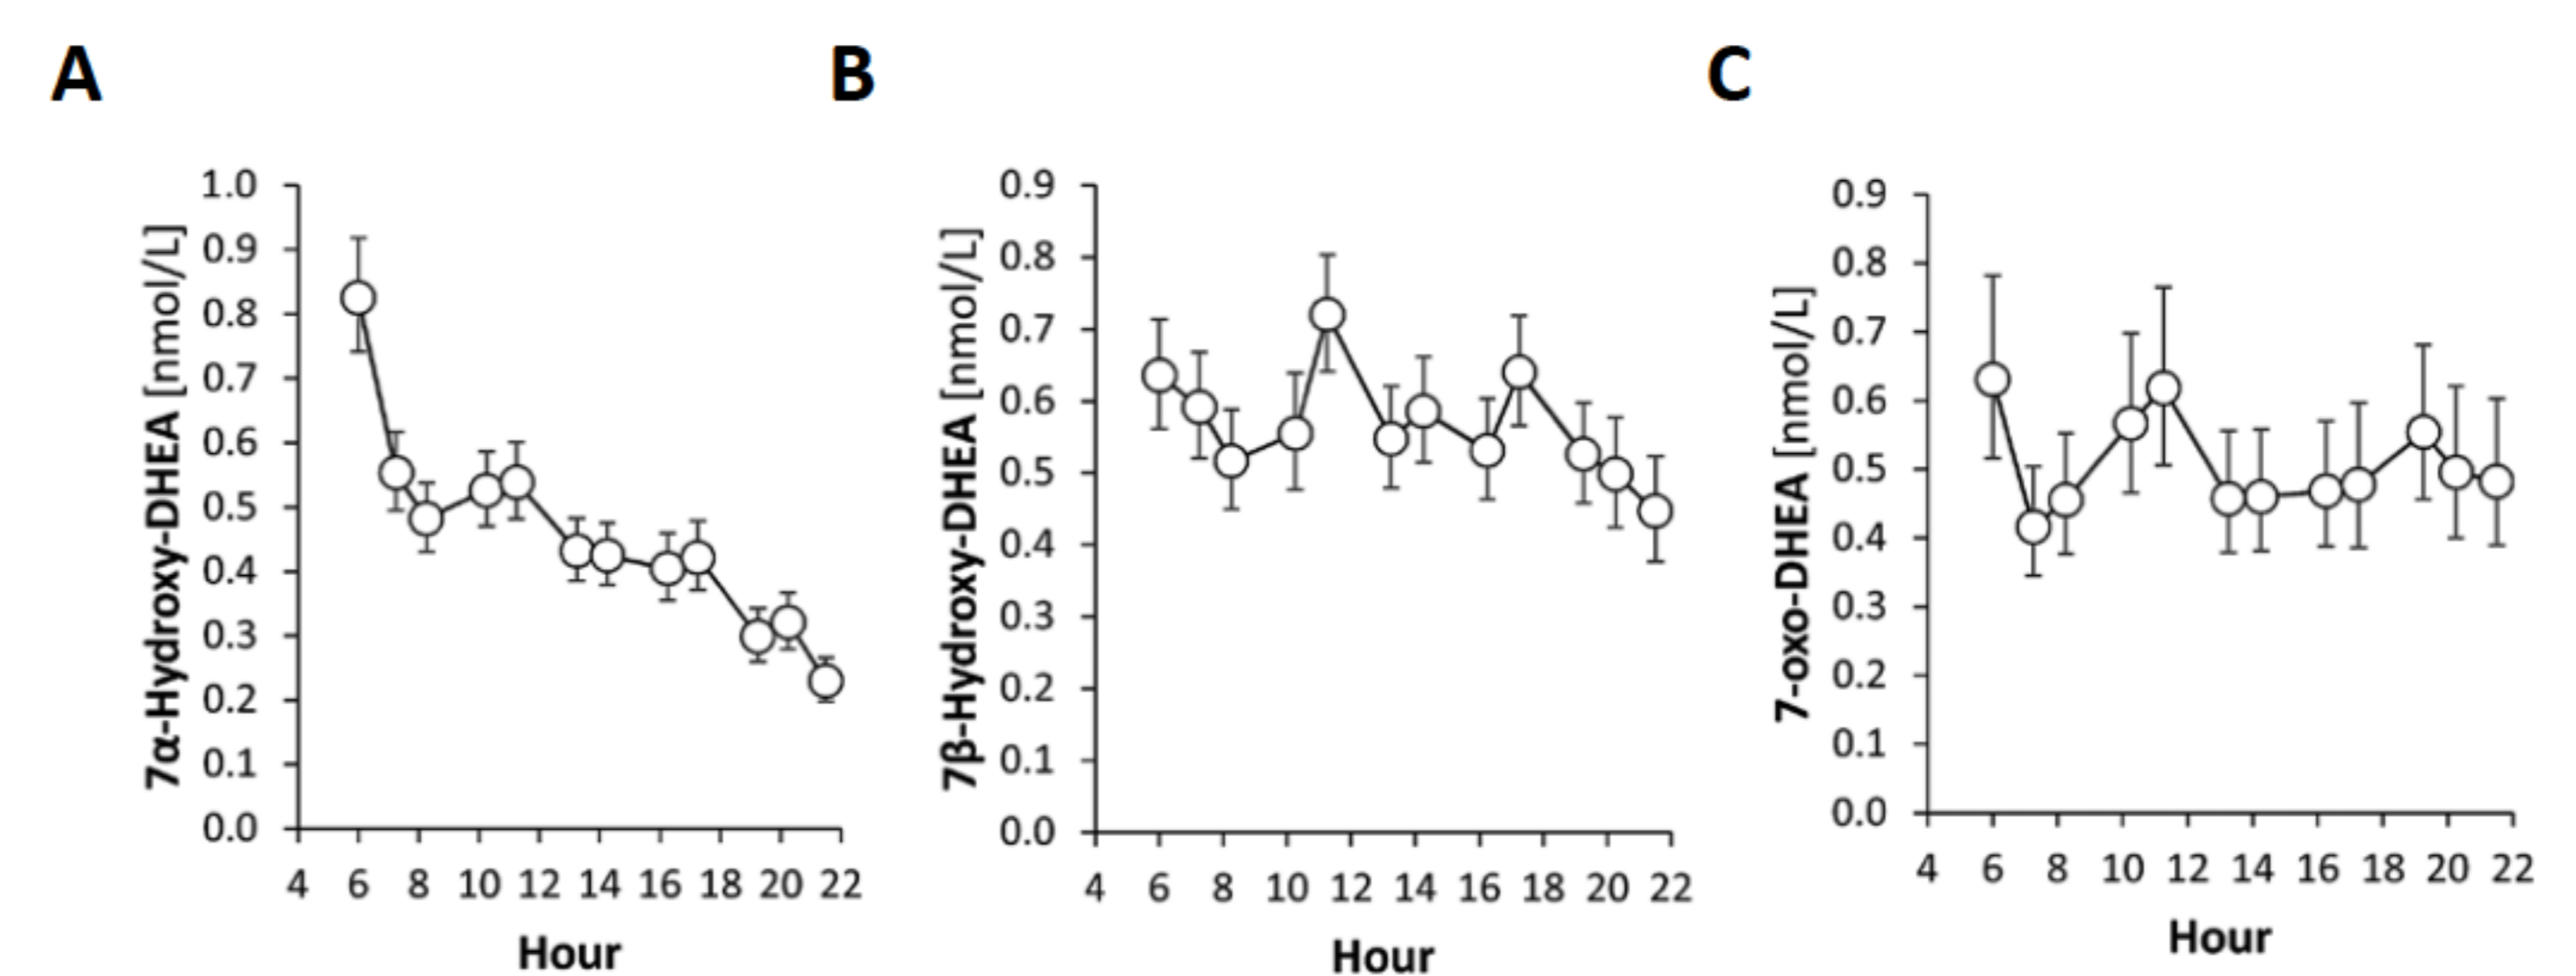 A
7α-Hydroxy-DHEA [nmol/L]
1.0
0.9
0.8
0.7
0.6
0.5
0.4
0.3
0.2
0.1
0.0
4 6 8 10 12 14 16 18 20 22
Hour
B
7β-Hydroxy-DHEA [nmol/L]
0.9
0.8
0.7
0.6
0.5
0.4
0.3
0.2
0.1
0.0
4 6 8 10 12 14 16 18 20 22
Hour
C
7-oxo-DHEA [nmol/L]
0.9
0.8
0.7
0.6
0.5
0.4
0.3
0.2
0.1
0.0
4 6 8 10 12 14 16 18 20 22
Hour